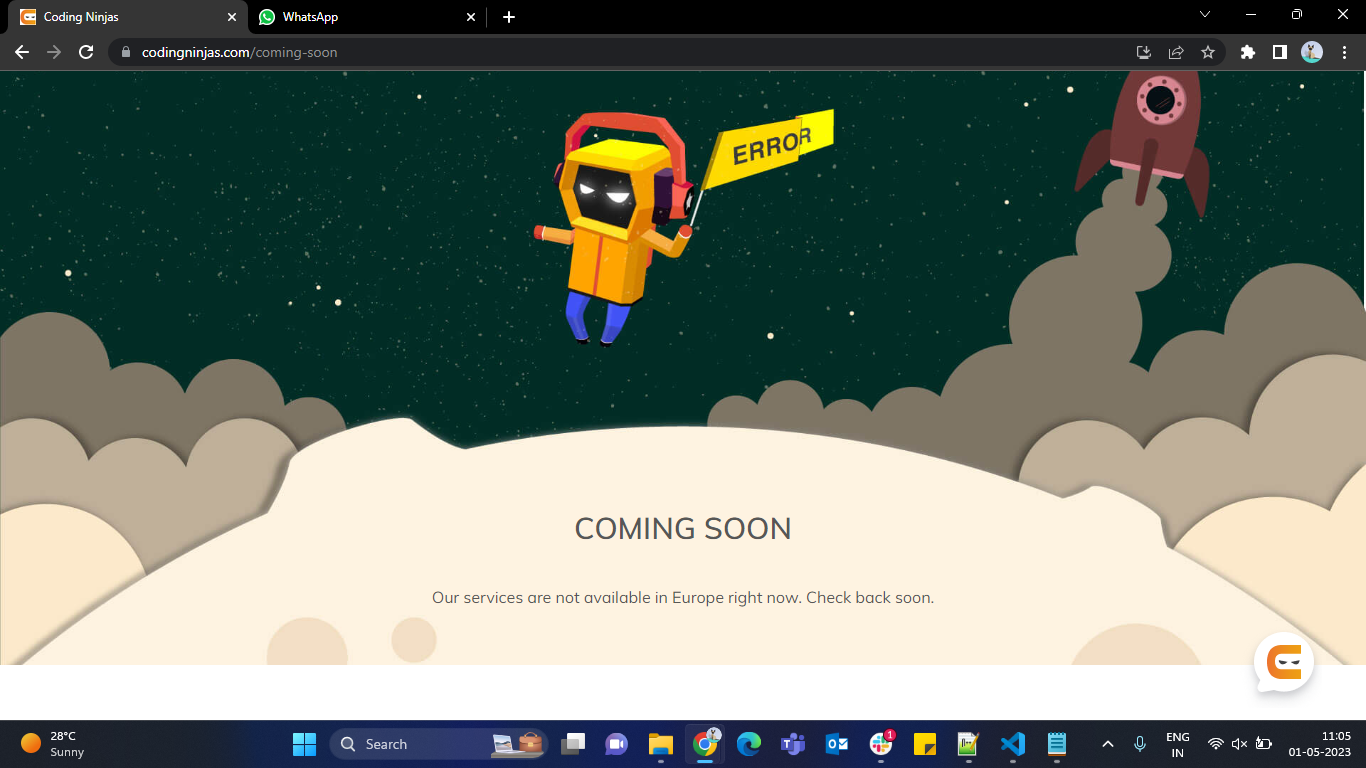 Coding Ninjas
WhatsApp
codingninjas.com/coming-soon
ERROR
COMING SOON
Our services are not available in Europe right now. Check back soon.
28°C
Sunny
Search
1
ENG
IN
11:05
01-05-2023